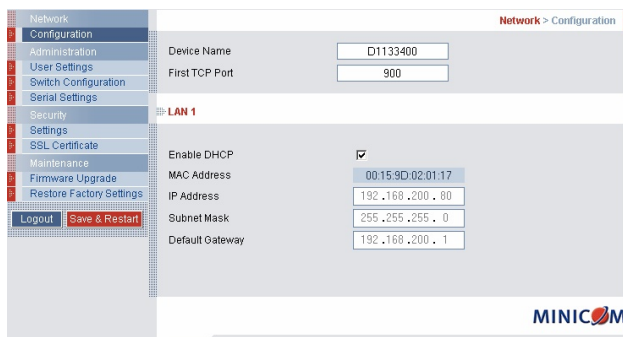 Network
Configuration
Administration
User Settings
Switch Configuration
Serial Settings
Security
Settings
SSL Certificate
Maintenance
Firmware Upgrade
Restore Factory Settings
Logout Save & Restart
Network > Configuration
Device Name D1133400
First TCP Port 900
LAN 1
Enable DHCP
MAC Address 00:15:9D:02:01:17
IP Address 192.168.200.80
Subnet Mask 255.255.255.0
Default Gateway 192.168.200.1
MINICOM